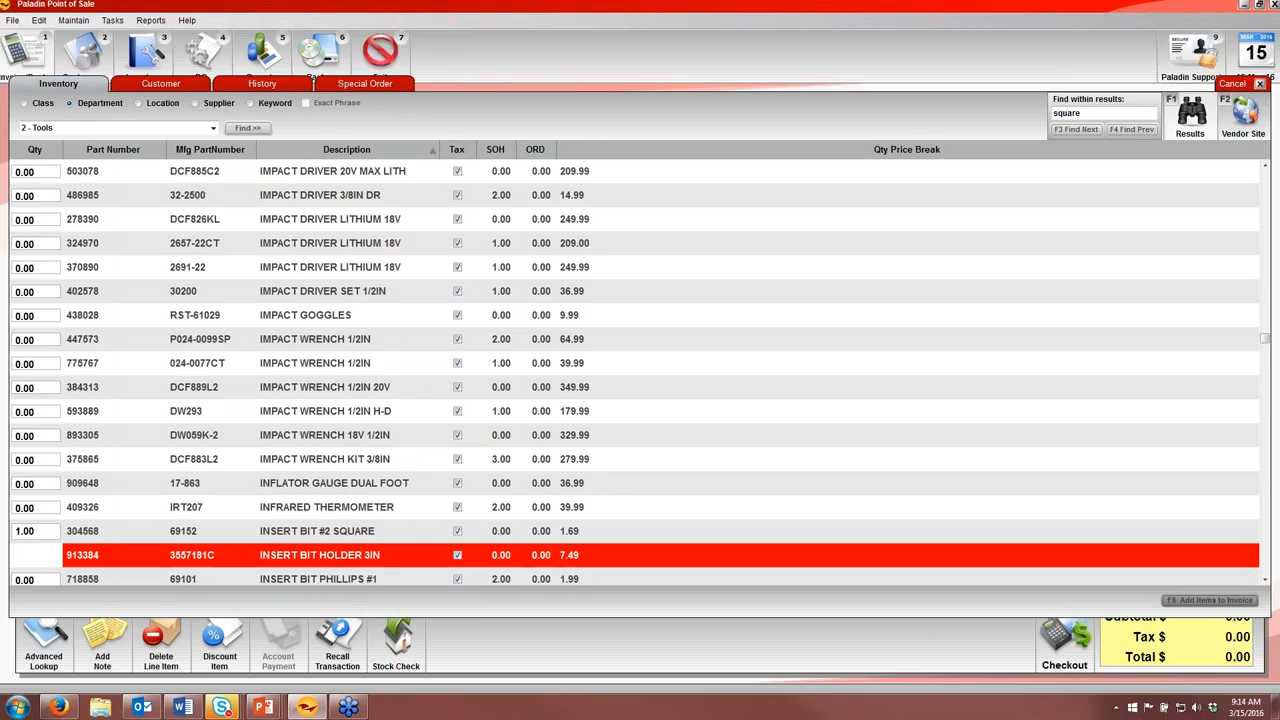 Paladin Point of Sale
File Edit Maintain Tasks Reports Help
1 2 3 4 5 6 7 SECURE 9 MAR 2016 15
Paladin Support
Inventory Customer History Special Order Cancel
Class Department Location Supplier Keyword Exact Phrase
Find within results: F1 F2
square
2 - Tools Find >> F3 Find Next F4 Find Prev Results Vendor Site
Qty Part Number Mfg PartNumber Description Tax SOH ORD Qty Price Break
0.00 503078 DCF885C2 IMPACT DRIVER 20V MAX LITH 0.00 0.00 209.99
0.00 486985 32-2500 IMPACT DRIVER 3/8IN DR 2.00 0.00 14.99
0.00 278390 DCF826KL IMPACT DRIVER LITHIUM 18V 0.00 0.00 249.99
0.00 324970 2657-22CT IMPACT DRIVER LITHIUM 18V 1.00 0.00 209.00
0.00 370890 2691-22 IMPACT DRIVER LITHIUM 18V 1.00 0.00 249.99
0.00 402578 30200 IMPACT DRIVER SET 1/2IN 1.00 0.00 36.99
0.00 438028 RST-61029 IMPACT GOGGLES 0.00 0.00 9.99
0.00 447573 P024-0099SP IMPACT WRENCH 1/2IN 2.00 0.00 64.99
0.00 775767 024-0077CT IMPACT WRENCH 1/2IN 1.00 0.00 39.99
0.00 384313 DCF889L2 IMPACT WRENCH 1/2IN 20V 0.00 0.00 349.99
0.00 593889 DW293 IMPACT WRENCH 1/2IN H-D 1.00 0.00 179.99
0.00 893305 DW059K-2 IMPACT WRENCH 18V 1/2IN 0.00 0.00 329.99
0.00 375865 DCF883L2 IMPACT WRENCH KIT 3/8IN 3.00 0.00 279.99
0.00 909648 17-863 INFLATOR GAUGE DUAL FOOT 0.00 0.00 36.99
0.00 409326 IRT207 INFRARED THERMOMETER 2.00 0.00 39.99
1.00 304568 69152 INSERT BIT #2 SQUARE 0.00 0.00 1.69
913384 3557181C INSERT BIT HOLDER 3IN 0.00 0.00 7.49
0.00 718858 69101 INSERT BIT PHILLIPS #1 2.00 0.00 1.99
F8 Add Items to Invoice
Subtotal $ 0.00
Tax $ 0.00
Total $ 0.00
Advanced Lookup
Add Note
Delete Line Item
Discount Item
Account Payment
Recall Transaction
Stock Check
Checkout
9:14 AM
3/15/2016